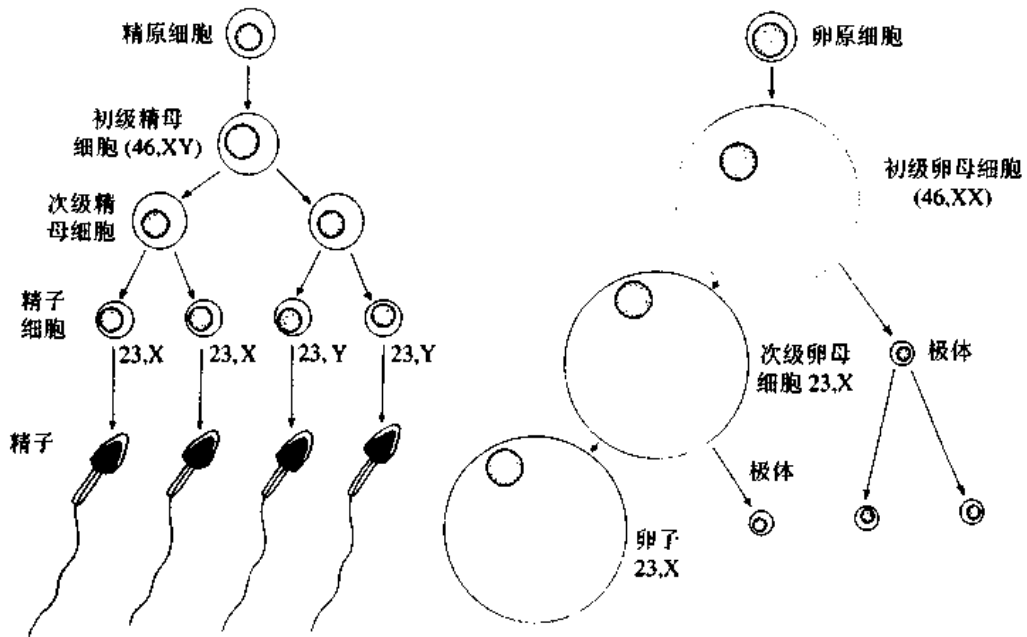 精原细胞
初级精母
细胞(46,XY)
次级精
母细胞
精子
细胞
23,X
23,X
23,Y
23,Y
精子
卵原细胞
初级卵母细胞
(46,XX)
次级卵母
细胞 23,X
极体
极体
卵子
23,X